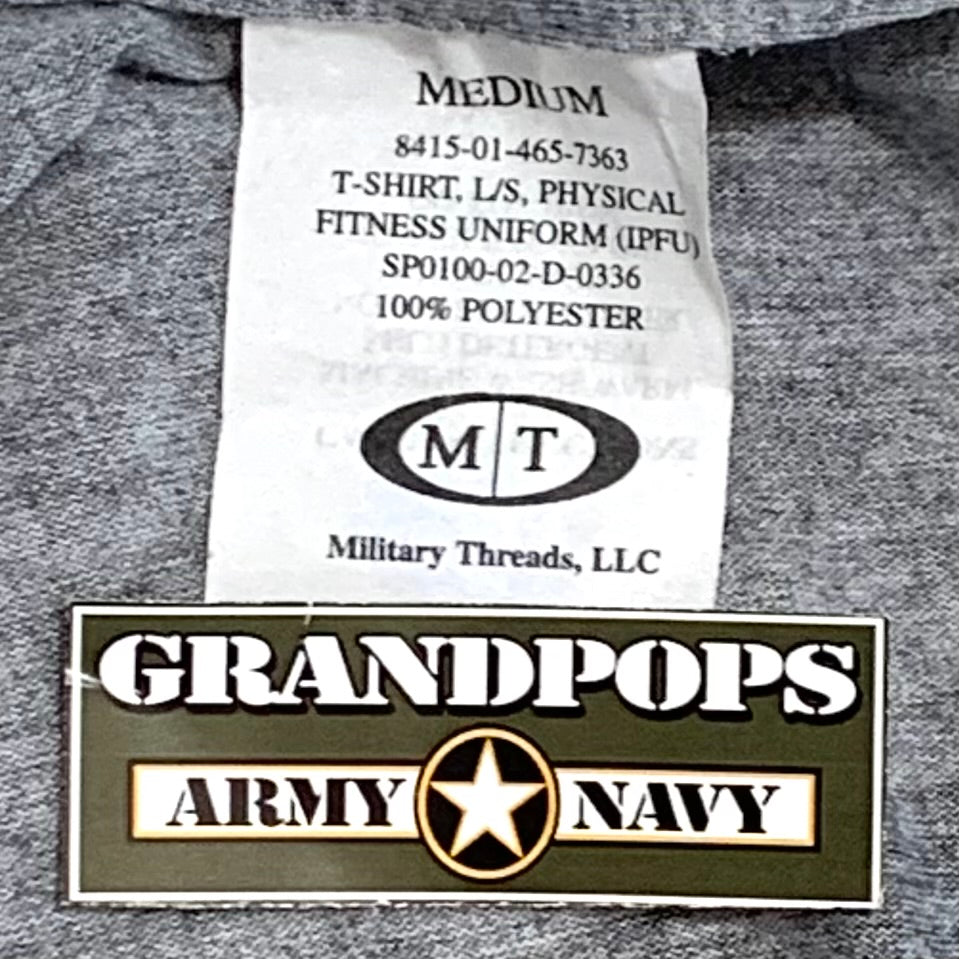 MEDIUM
8415-01-465-7363
T-SHIRT, L/S, PHYSICAL
FITNESS UNIFORM (IPFU)
SP0100-02-D-0336
100% POLYESTER
M T
Military Threads, LLC
GRANDPOPS
ARMY NAVY